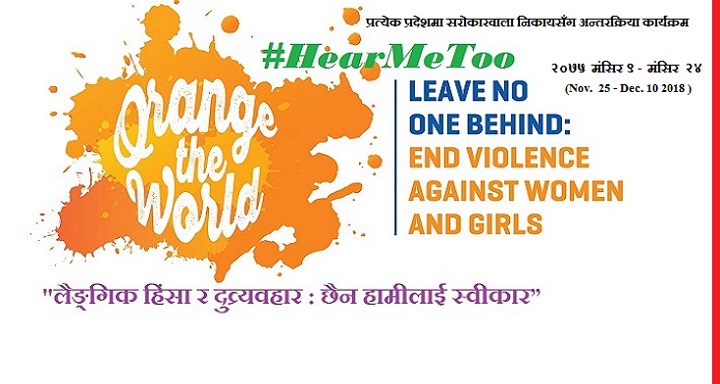 प्रत्येक प्रदेशमा सरोकारवाला निकायसँग अन्तरक्रिया कार्यक्रम
#HearMeToo
२०७५ मंसिर ९ - मंसिर २४
(Nov. 25 - Dec. 10 2018 )
Orange
the
World
LEAVE NO
ONE BEHIND:
END VIOLENCE
AGAINST WOMEN
AND GIRLS
"लैङ्गिक हिंसा र दुव्र्यवहार : छैन हामीलाई स्वीकार”